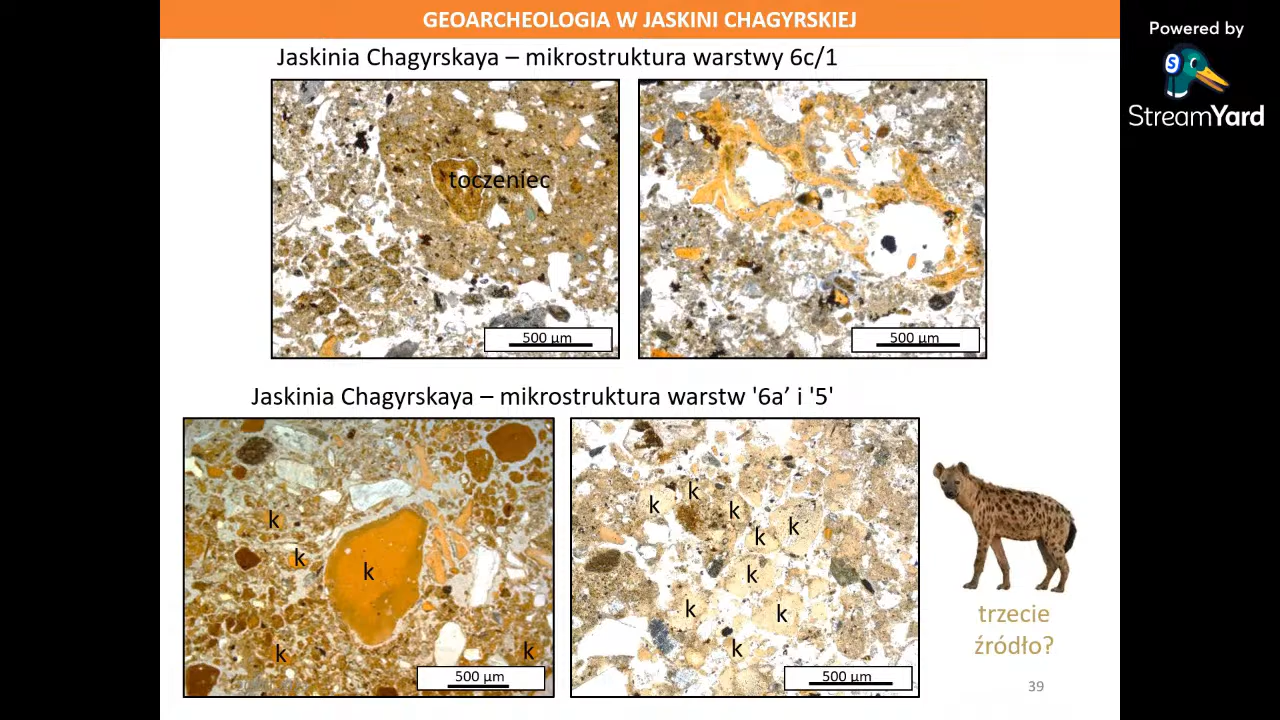 GEOARCHEOLOGIA W JASKINI CHAGYRSKIEJ
Powered by
StreamYard
Jaskinia Chagyrskaya – mikrostruktura warstwy 6c/1
toczeniec
500 µm
500 µm
Jaskinia Chagyrskaya – mikrostruktura warstw '6a’ i '5'
k
k
k
k
k
k
k
k
k
k
k
k
k
k
500 µm
500 µm
trzecie
źródło?
39